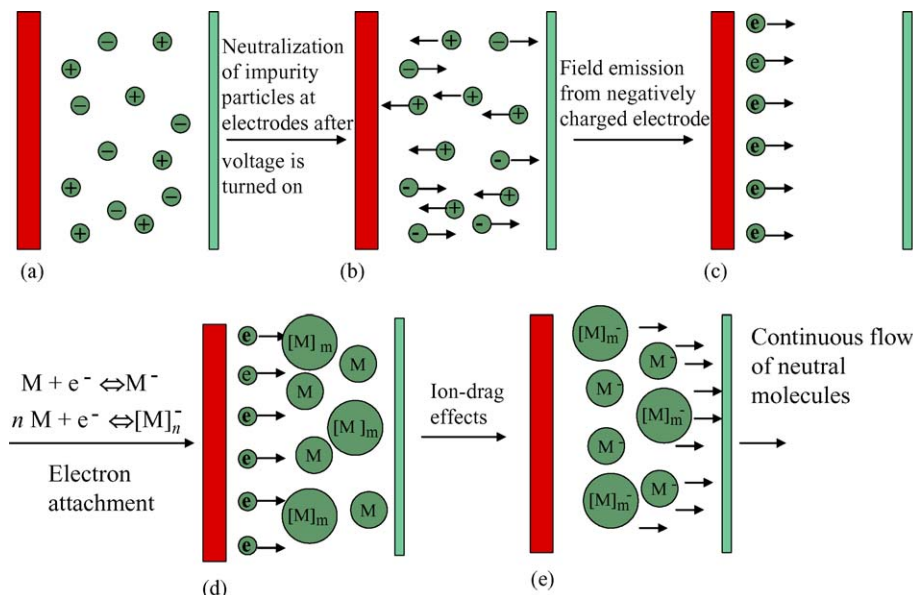 Neutralization
of impurity
particles at
electrodes after
voltage is
turned on
Field emission
from negatively
charged electrode
− + + − + − − + + − − +
+ − + − + + + + - - + - -
e
e
e
e
e
e
(a)
(b)
(c)
M + e⁻ ⇔M⁻
n M + e⁻ ⇔[M]ₙ⁻
Electron
attachment
e
e
e
e
e
e
[M]ₘ
M
M
[M]ₘ
M
[M]ₘ
M
Ion-drag
effects
[M]ₘ⁻
M⁻
M⁻
[M]ₘ⁻
M⁻
[M]ₘ⁻
M⁻
Continuous flow
of neutral
molecules
(d)
(e)